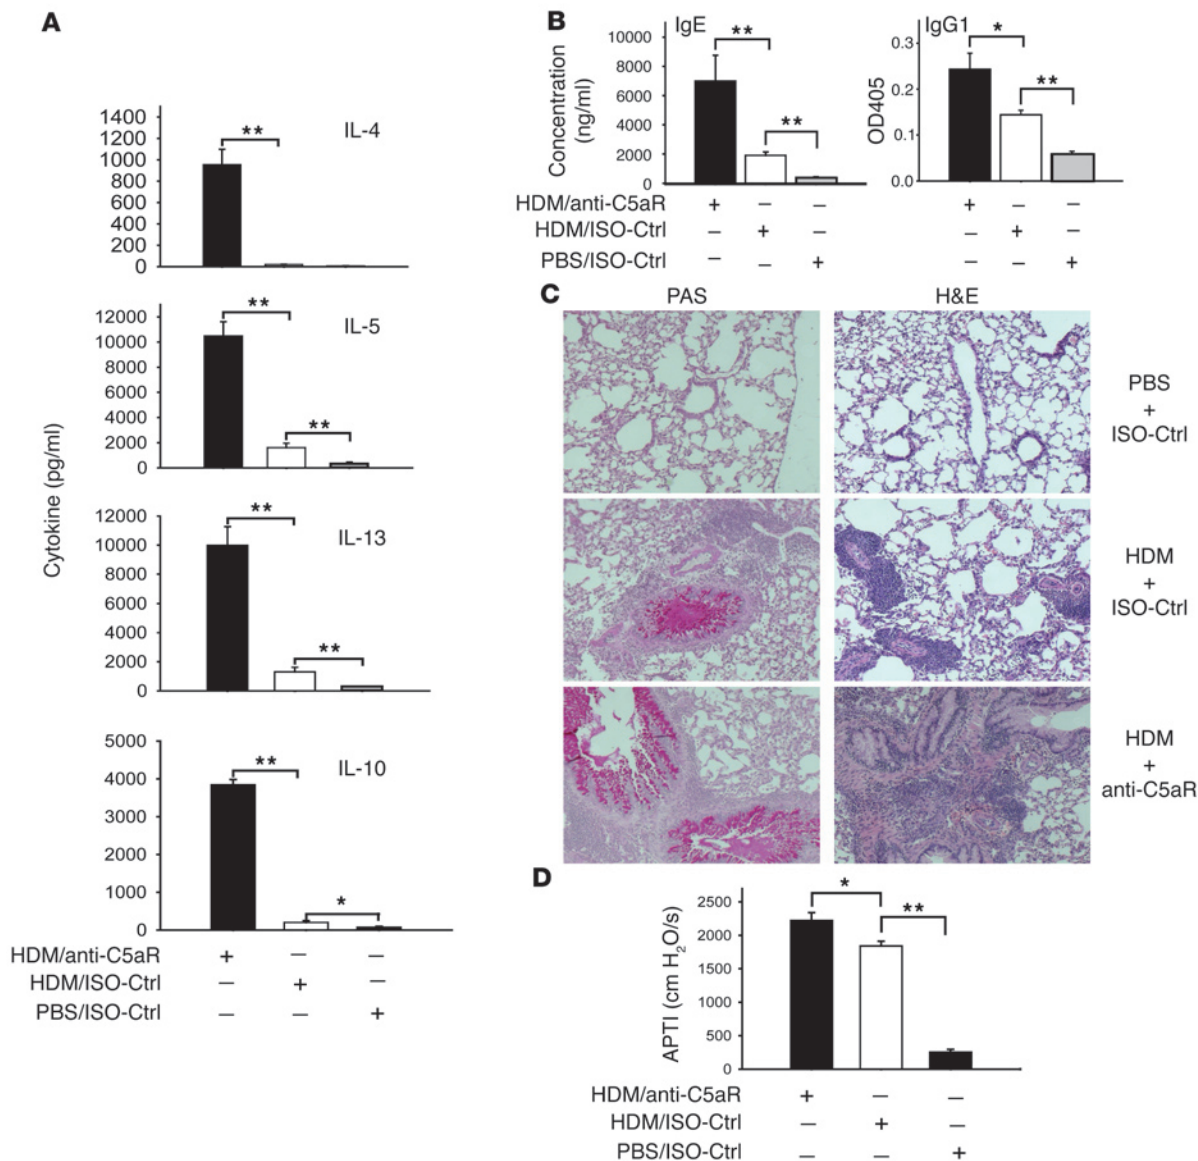 A
1400
1200
1000
800
600
400
200
0
**
IL-4
12000
10000
8000
6000
4000
2000
0
**
**
IL-5
12000
10000
8000
6000
4000
2000
0
**
**
IL-13
5000
4000
3000
2000
1000
0
**
*
IL-10
Cytokine (pg/ml)
HDM/anti-C5aR + – –
HDM/ISO-Ctrl – + –
PBS/ISO-Ctrl – – +
B
IgE
10000
8000
6000
4000
2000
0
Concentration
(ng/ml)
**
**
IgG1
0.3
0.2
0.1
0.0
OD405
*
**
HDM/anti-C5aR + – – + – –
HDM/ISO-Ctrl – + – – + –
PBS/ISO-Ctrl – – + – – +
C
PAS H&E
PBS
+
ISO-Ctrl
HDM
+
ISO-Ctrl
HDM
+
anti-C5aR
D
2500
2000
1500
1000
500
0
APTI (cm H₂O/s)
*
**
HDM/anti-C5aR + – –
HDM/ISO-Ctrl – + –
PBS/ISO-Ctrl – – +